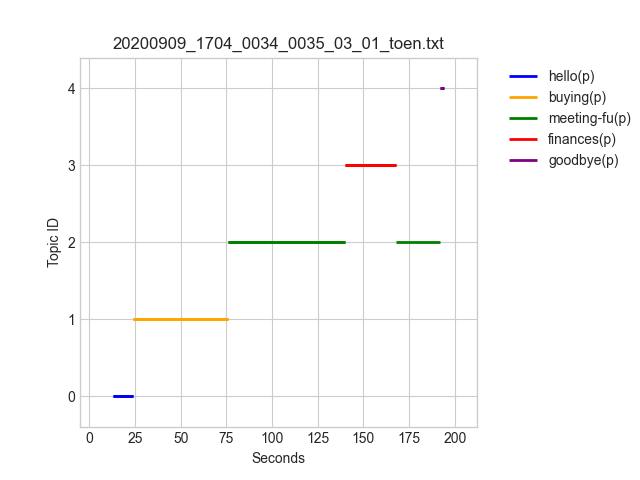 20200909_1704_0034_0035_03_01_toen.txt
hello(p)
buying(p)
meeting-fu(p)
finances(p)
goodbye(p)
Topic ID
4
3
2
1
0
0 25 50 75 100 125 150 175 200
Seconds